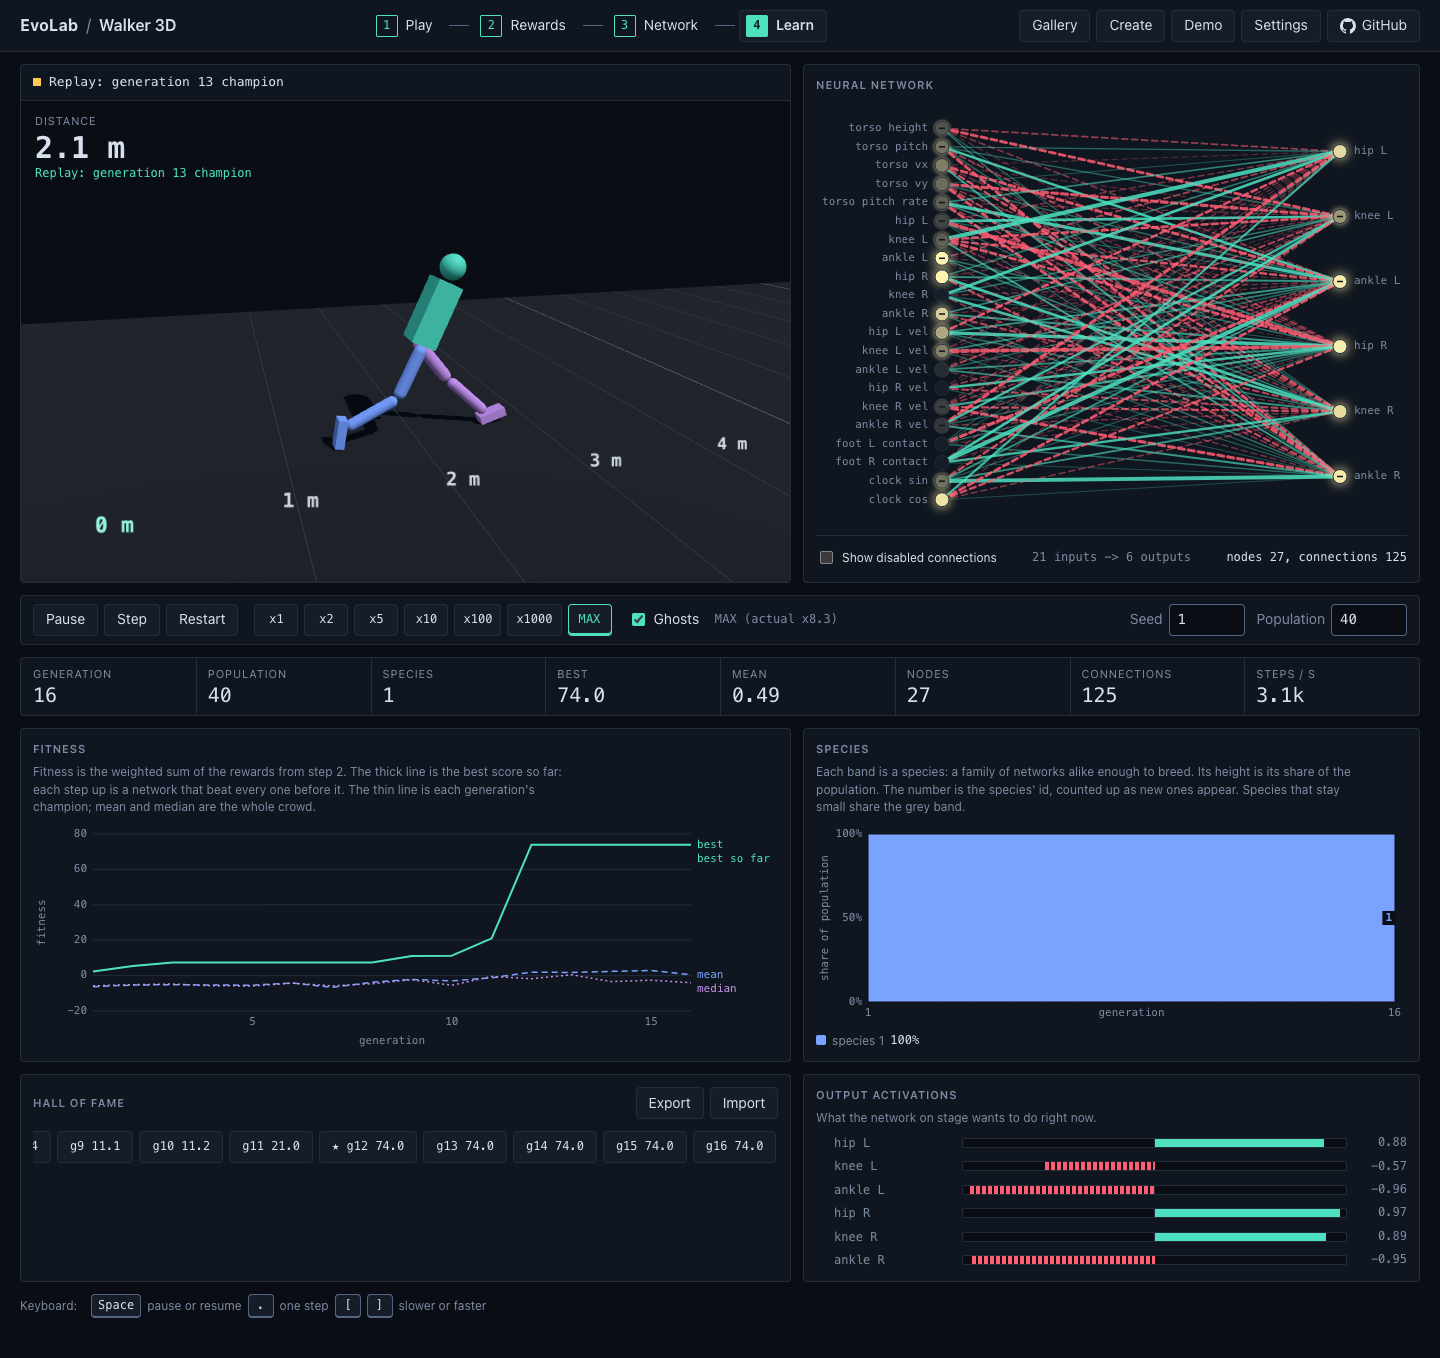 EvoLab / Walker 3D
1 Play
2 Rewards
3 Network
4 Learn
Gallery
Create
Demo
Settings
GitHub
Replay: generation 13 champion
DISTANCE
2.1 m
Replay: generation 13 champion
0 m
1 m
2 m
3 m
4 m
NEURAL NETWORK
torso height
torso pitch
torso vx
torso vy
torso pitch rate
hip L
knee L
ankle L
hip R
knee R
ankle R
hip L vel
knee L vel
ankle L vel
hip R vel
knee R vel
ankle R vel
foot L contact
foot R contact
clock sin
clock cos
hip L
knee L
ankle L
hip R
knee R
ankle R
Show disabled connections
21 inputs -> 6 outputs
nodes 27, connections 125
Pause
Step
Restart
x1
x2
x5
x10
x100
x1000
MAX
Ghosts
MAX (actual x8.3)
Seed
1
Population
40
GENERATION
16
POPULATION
40
SPECIES
1
BEST
74.0
MEAN
0.49
NODES
27
CONNECTIONS
125
STEPS / S
3.1k
FITNESS
Fitness is the weighted sum of the rewards from step 2. The thick line is the best score so far:
each step up is a network that beat every one before it. The thin line is each generation's
champion; mean and median are the whole crowd.
80
60
40
20
0
−20
fitness
5
10
15
generation
best
best so far
mean
median
SPECIES
Each band is a species: a family of networks alike enough to breed. Its height is its share of the
population. The number is the species' id, counted up as new ones appear. Species that stay
small share the grey band.
100%
50%
0%
share of population
1
1
generation
16
species 1 100%
HALL OF FAME
Export
Import
4
g9 11.1
g10 11.2
g11 21.0
★ g12 74.0
g13 74.0
g14 74.0
g15 74.0
g16 74.0
OUTPUT ACTIVATIONS
What the network on stage wants to do right now.
hip L 0.88
knee L −0.57
ankle L −0.96
hip R 0.97
knee R 0.89
ankle R −0.95
Keyboard: Space pause or resume . one step [ ] slower or faster